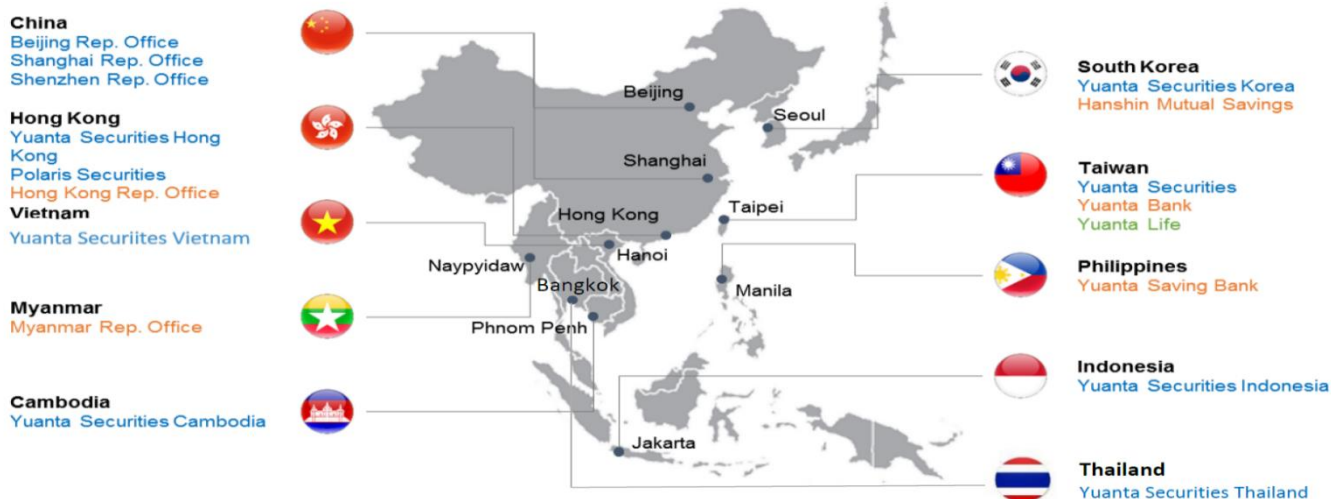 China
Beijing Rep. Office
Shanghai Rep. Office
Shenzhen Rep. Office
Hong Kong
Yuanta Securities Hong
Kong
Polaris Securities
Hong Kong Rep. Office
Vietnam
Yuanta Securiites Vietnam
Myanmar
Myanmar Rep. Office
Cambodia
Yuanta Securities Cambodia
Beijing
Seoul
Shanghai
Hong Kong
Taipei
Hanoi
Naypyidaw
Bangkok
Manila
Phnom Penh
Jakarta
South Korea
Yuanta Securities Korea
Hanshin Mutual Savings
Taiwan
Yuanta Securities
Yuanta Bank
Yuanta Life
Philippines
Yuanta Saving Bank
Indonesia
Yuanta Securities Indonesia
Thailand
Yuanta Securities Thailand